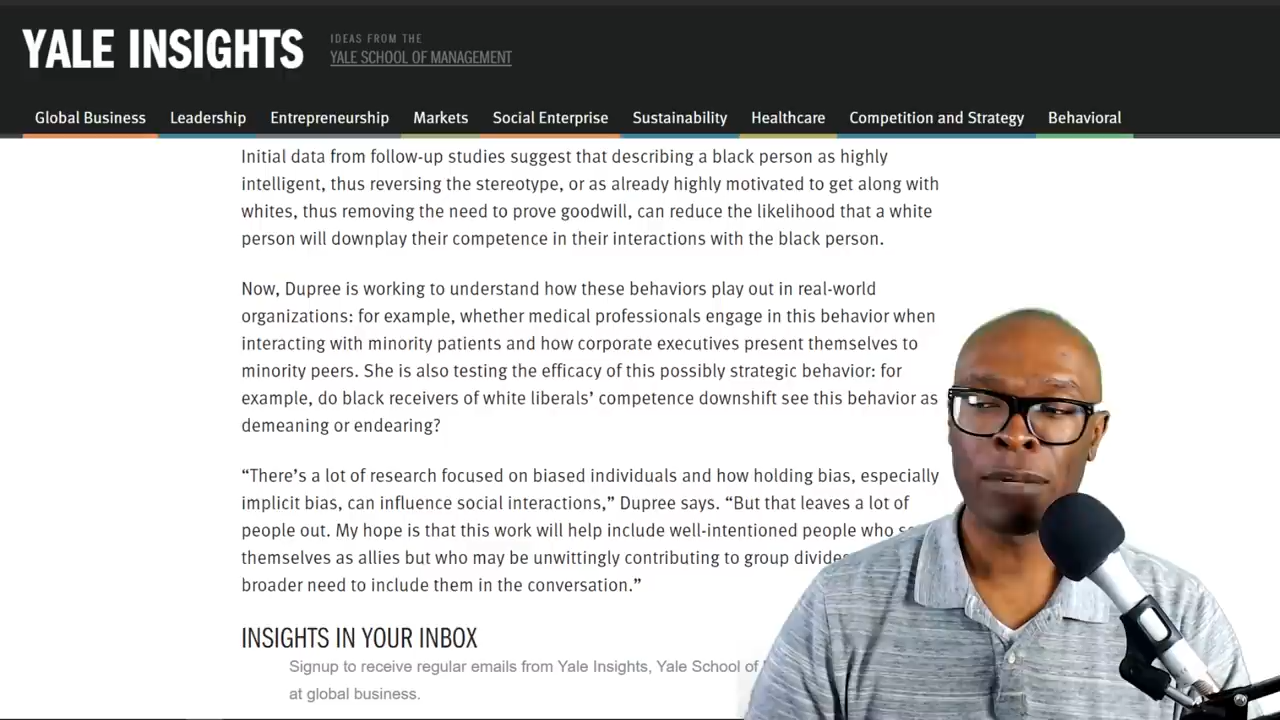 YALE INSIGHTS
IDEAS FROM THE
YALE SCHOOL OF MANAGEMENT
Global Business Leadership Entrepreneurship Markets Social Enterprise Sustainability Healthcare Competition and Strategy Behavioral
Initial data from follow-up studies suggest that describing a black person as highly
intelligent, thus reversing the stereotype, or as already highly motivated to get along with
whites, thus removing the need to prove goodwill, can reduce the likelihood that a white
person will downplay their competence in their interactions with the black person.
Now, Dupree is working to understand how these behaviors play out in real-world
organizations: for example, whether medical professionals engage in this behavior when
interacting with minority patients and how corporate executives present themselves to
minority peers. She is also testing the efficacy of this possibly strategic behavior: for
example, do black receivers of white liberals’ competence downshift see this behavior as
demeaning or endearing?
“There’s a lot of research focused on biased individuals and how holding bias, especially
implicit bias, can influence social interactions,” Dupree says. “But that leaves a lot of
people out. My hope is that this work will help include well-intentioned people who
themselves as allies but who may be unwittingly contributing to group divides
broader need to include them in the conversation.”
INSIGHTS IN YOUR INBOX
Signup to receive regular emails from Yale Insights, Yale School of
at global business.